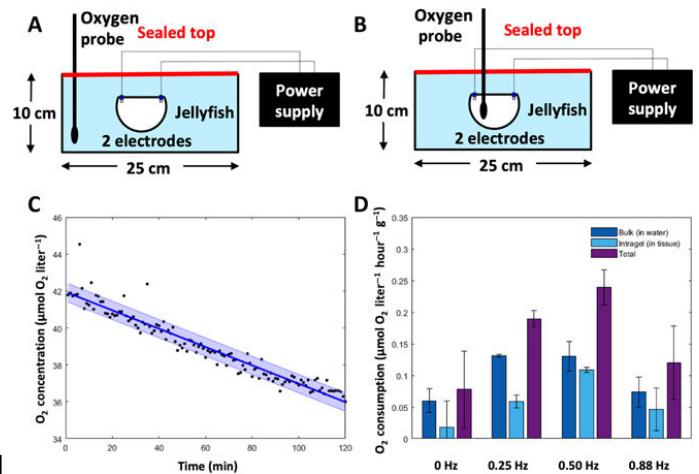 A
Oxygen
probe
Sealed top
Power
supply
Jellyfish
2 electrodes
10 cm
25 cm
B
Oxygen
probe
Sealed top
Power
supply
Jellyfish
2 electrodes
10 cm
25 cm
C
O₂ concentration (μmol O₂ liter⁻¹)
46
44
42
40
38
36
34
0 20 40 60 80 100 120
Time (min)
D
O₂ consumption (μmol O₂ liter⁻¹ hour⁻¹ g⁻¹)
0.35
0.3
0.25
0.2
0.15
0.1
0.05
0
Bulk (in water)
Intragel (in tissue)
Total
0 Hz 0.25 Hz 0.50 Hz 0.88 Hz